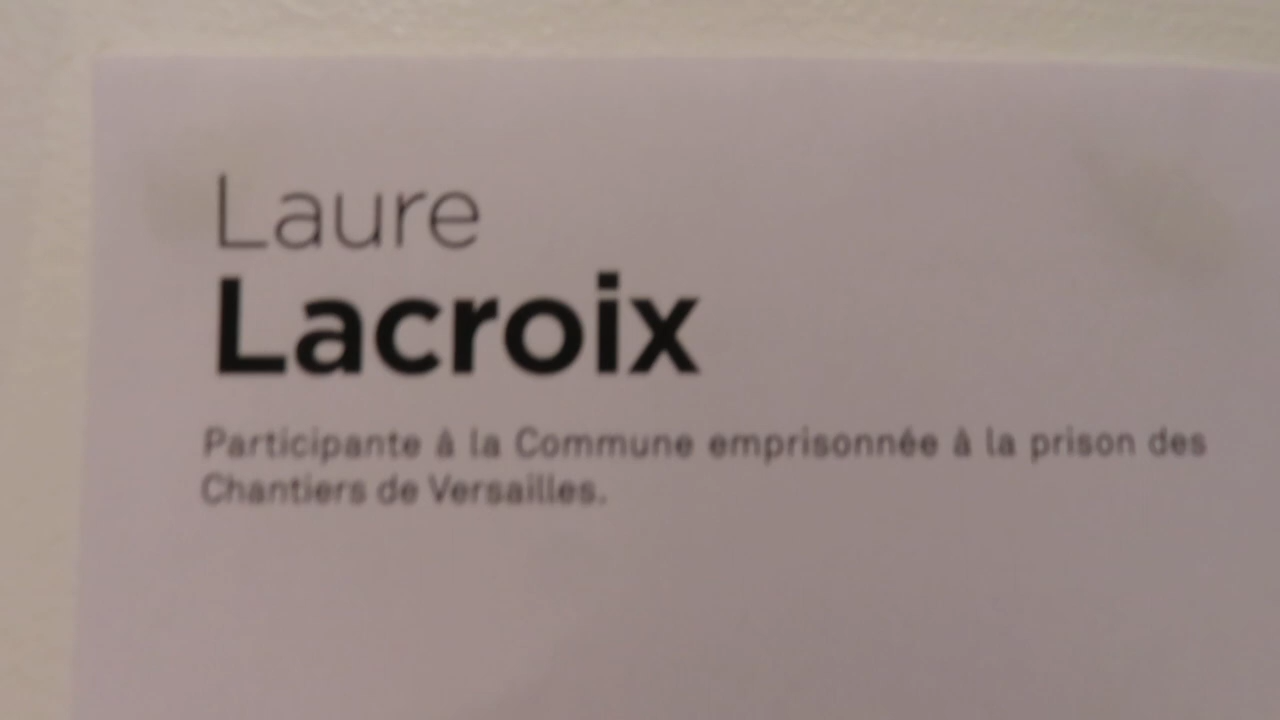 Laure
Lacroix
Participante à la Commune emprisonnée à la prison des
Chantiers de Versailles.